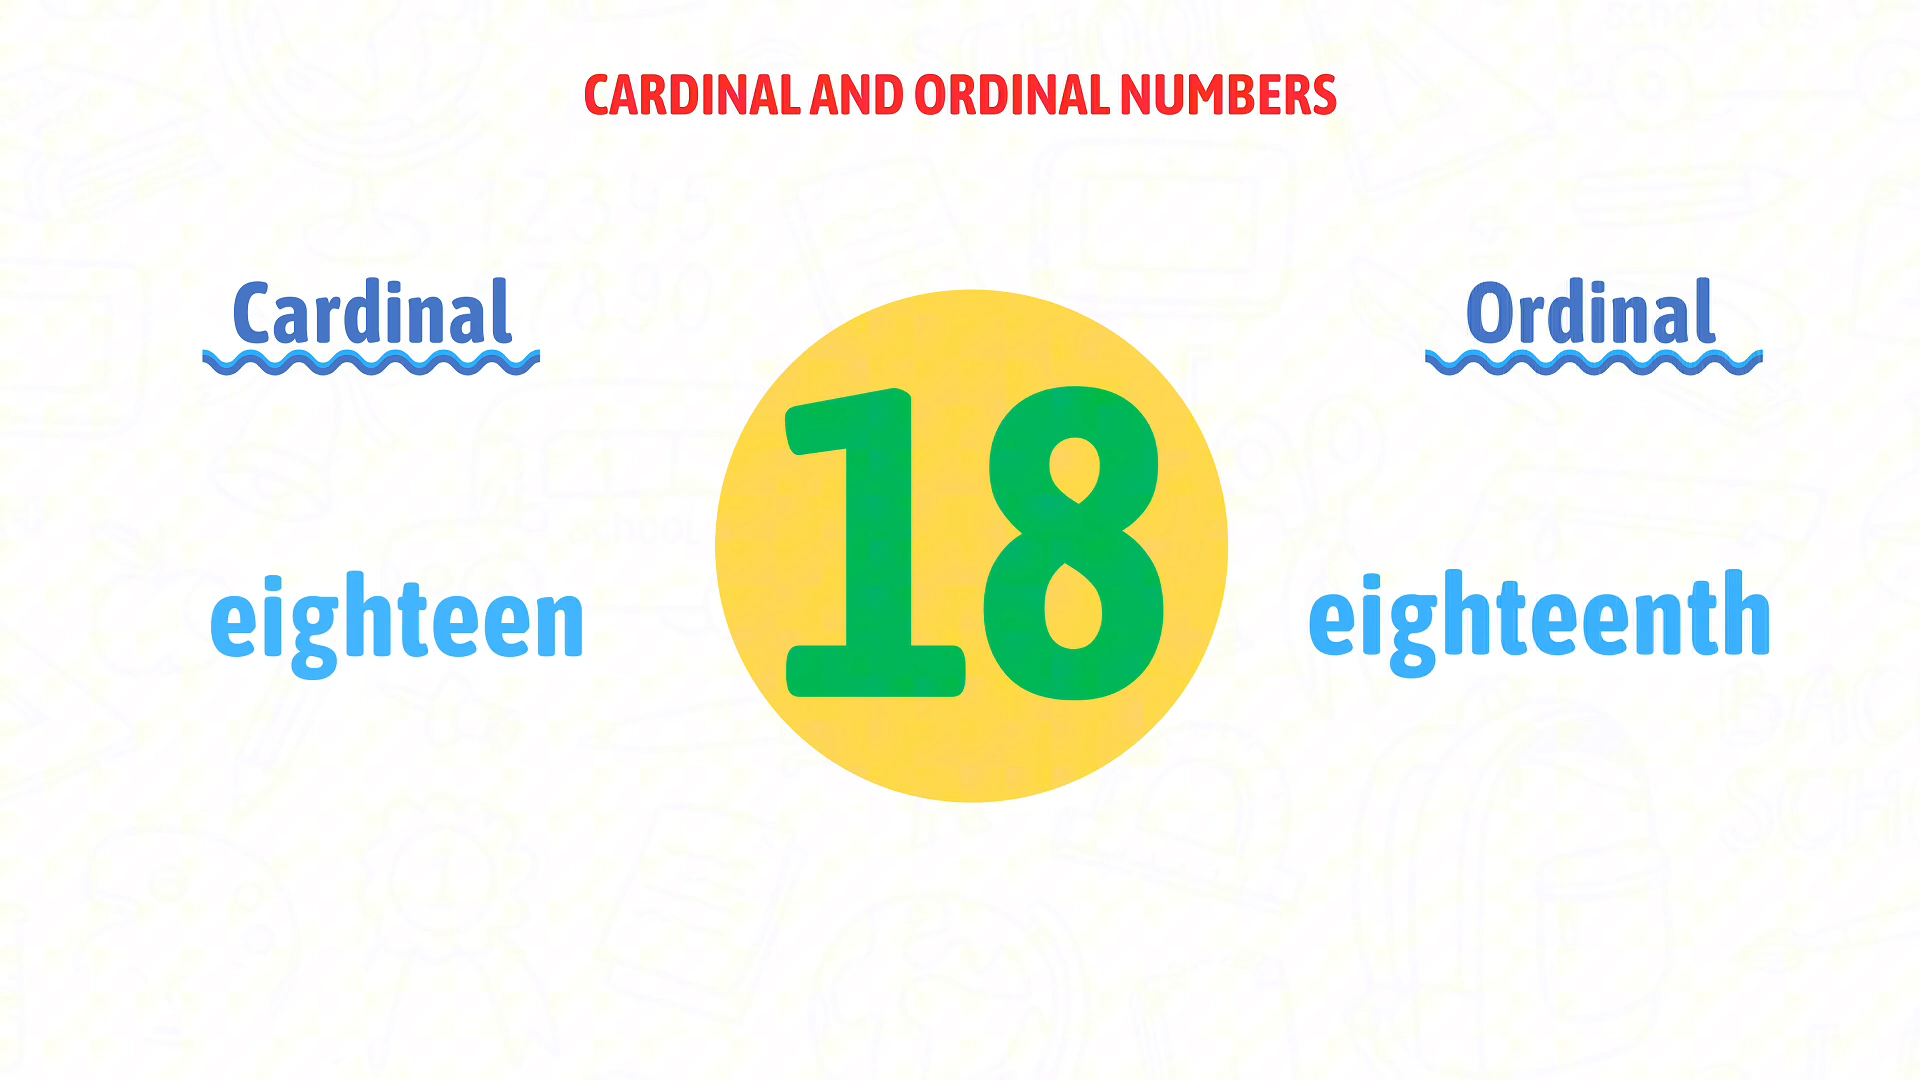 CARDINAL AND ORDINAL NUMBERS
Cardinal
Ordinal
18
eighteen
eighteenth